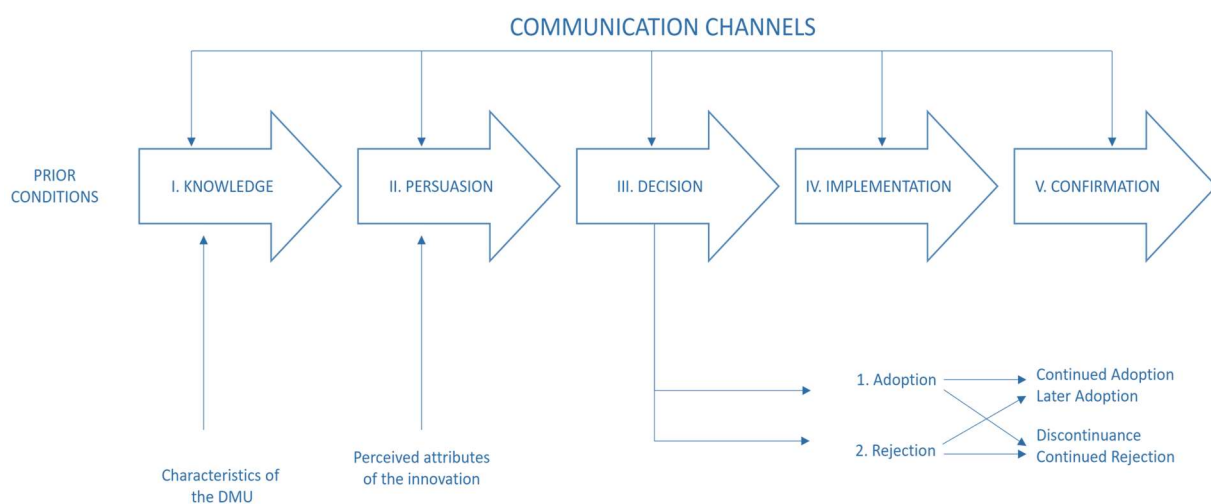 COMMUNICATION CHANNELS
PRIOR
CONDITIONS
I. KNOWLEDGE
II. PERSUASION
III. DECISION
IV. IMPLEMENTATION
V. CONFIRMATION
1. Adoption
Continued Adoption
Later Adoption
2. Rejection
Discontinuance
Continued Rejection
Characteristics of
the DMU
Perceived attributes
of the innovation